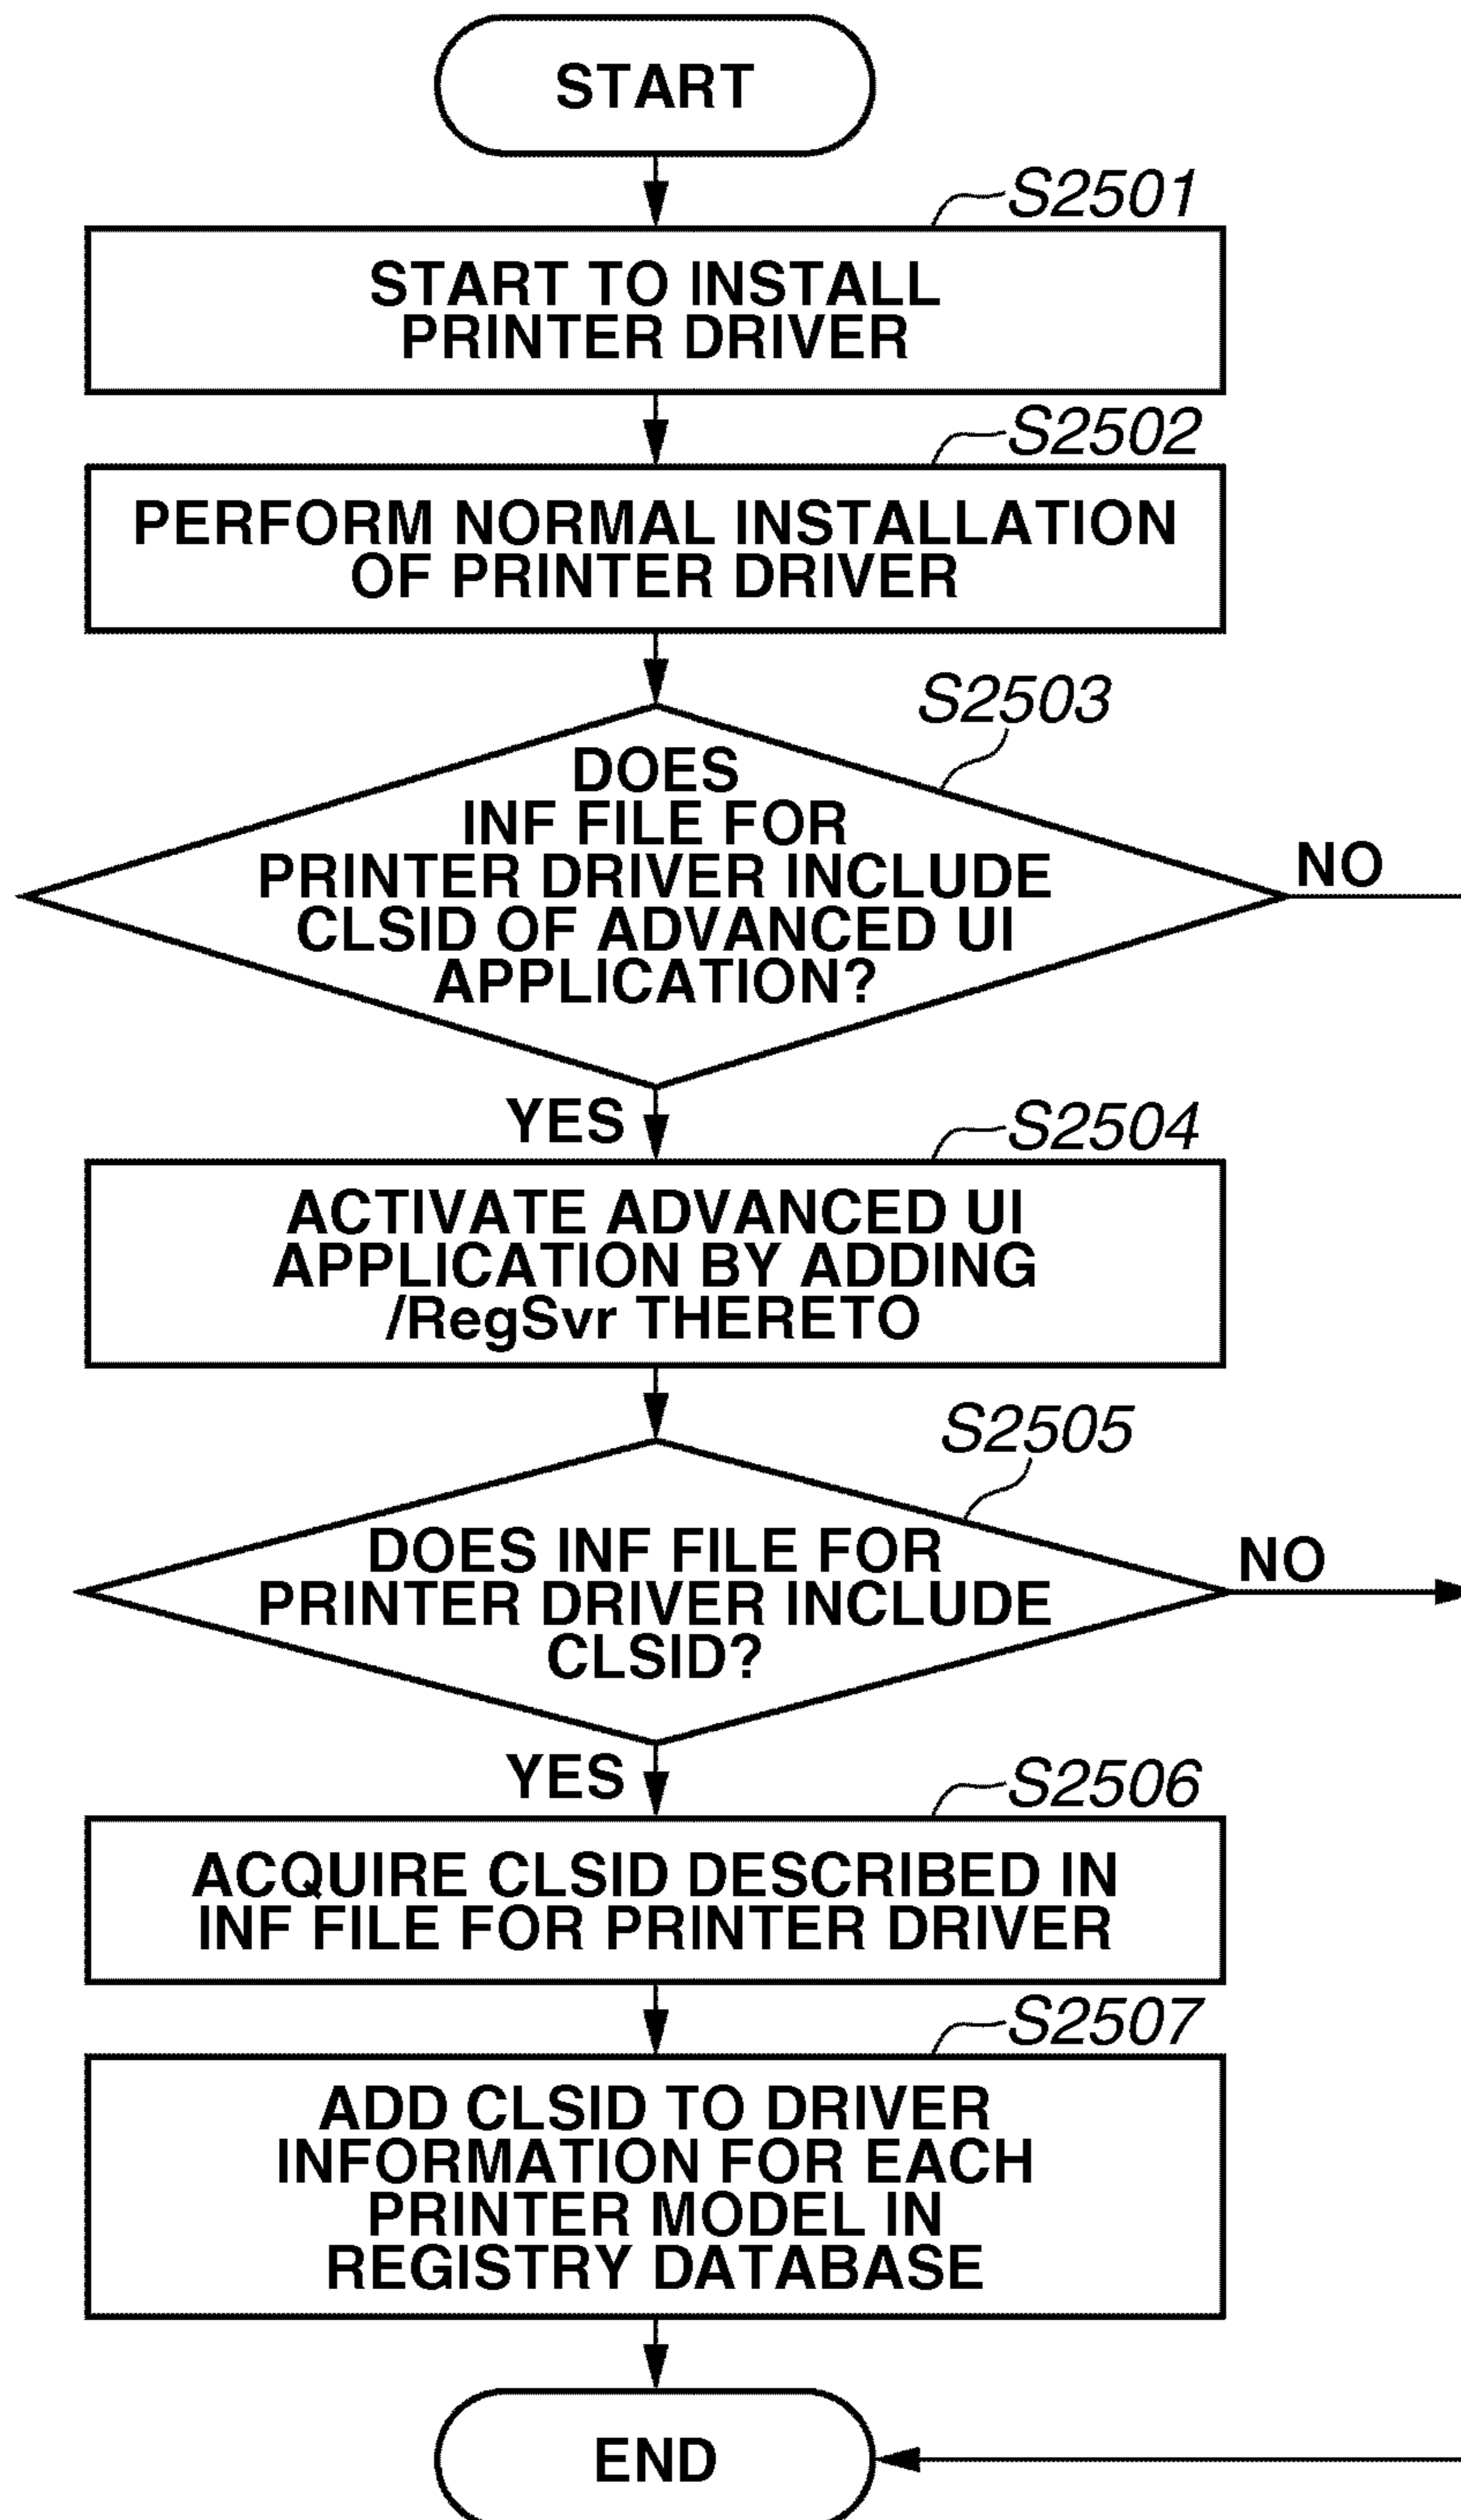 START
S2501
START TO INSTALL
PRINTER DRIVER
S2502
PERFORM NORMAL INSTALLATION
OF PRINTER DRIVER
S2503
DOES
INF FILE FOR
PRINTER DRIVER INCLUDE
CLSID OF ADVANCED UI
APPLICATION?
NO
YES
S2504
ACTIVATE ADVANCED UI
APPLICATION BY ADDING
/RegSvr THERETO
S2505
DOES INF FILE FOR
PRINTER DRIVER INCLUDE
CLSID?
NO
YES
S2506
ACQUIRE CLSID DESCRIBED IN
INF FILE FOR PRINTER DRIVER
S2507
ADD CLSID TO DRIVER
INFORMATION FOR EACH
PRINTER MODEL IN
REGISTRY DATABASE
END